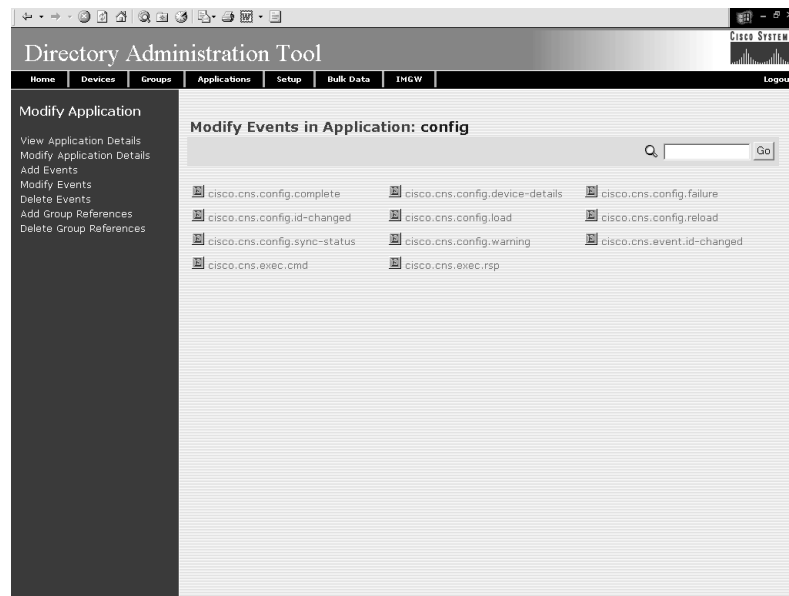 Cisco System
Directory Administration Tool
Home Devices Groups Applications Setup Bulk Data IMGW Logou
Modify Application
View Application Details
Modify Application Details
Add Events
Modify Events
Delete Events
Add Group References
Delete Group References
Modify Events in Application: config
Go
E cisco.cns.config.complete E cisco.cns.config.device-details E cisco.cns.config.failure
E cisco.cns.config.id-changed E cisco.cns.config.load E cisco.cns.config.reload
E cisco.cns.config.sync-status E cisco.cns.config.warning E cisco.cns.event.id-changed
E cisco.cns.exec.cmd E cisco.cns.exec.rsp